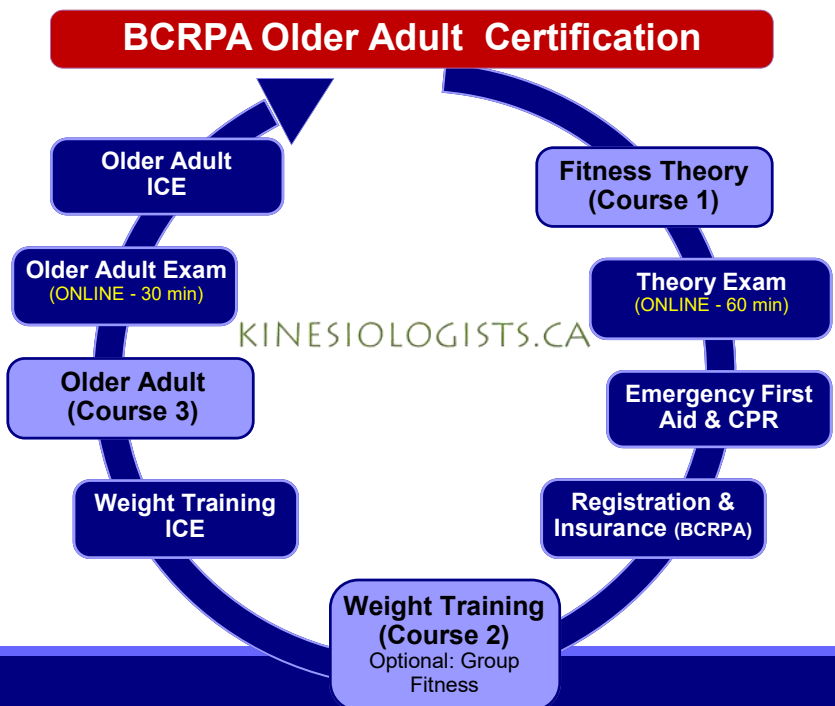 BCRPA Older Adult Certification
Fitness Theory
(Course 1)
Theory Exam
(ONLINE - 60 min)
Emergency First
Aid & CPR
Registration &
Insurance (BCRPA)
Weight Training
(Course 2)
Optional: Group
Fitness
Weight Training
ICE
Older Adult
(Course 3)
Older Adult Exam
(ONLINE - 30 min)
Older Adult
ICE
KINESIOLOGISTS.CA